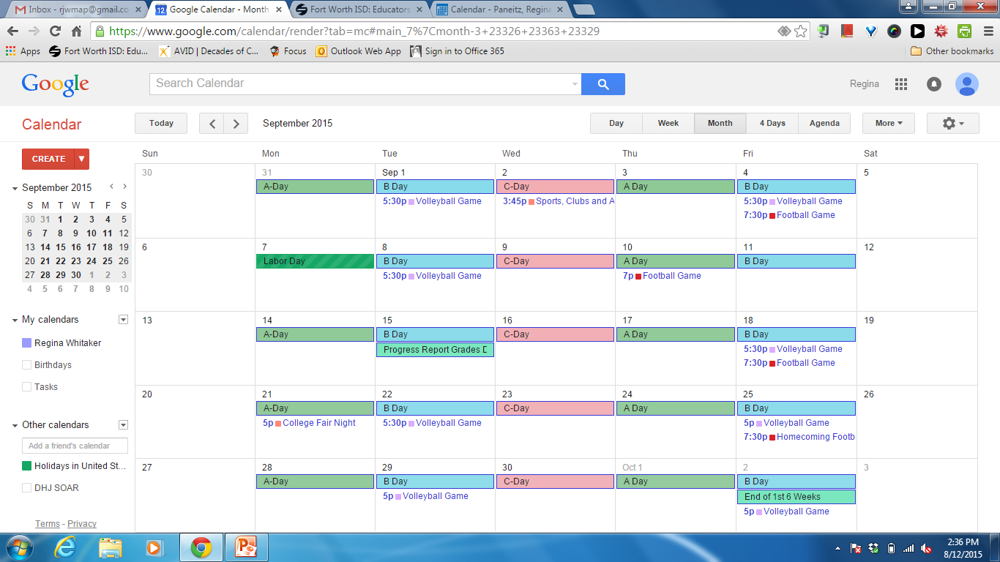 Inbox - rjwmap@gmail.co
Google Calendar - Month
Fort Worth ISD: Educators
Calendar - Paneitz, Regina
https://www.google.com/calendar/render?tab=mc#main_7%7Cmonth-3+23326+23363+23329
Apps Fort Worth ISD: Edu... AVID | Decades of C... Focus Outlook Web App Sign in to Office 365 Other bookmarks
Google Search Calendar Regina
Calendar Today September 2015 Day Week Month 4 Days Agenda More
CREATE
September 2015
S M T W T F S
30 31 1 2 3 4 5
6 7 8 9 10 11 12
13 14 15 16 17 18 19
20 21 22 23 24 25 26
27 28 29 30 1 2 3
4 5 6 7 8 9 10
My calendars
Regina Whitaker
Birthdays
Tasks
Other calendars
Add a friend's calendar
Holidays in United St...
DHJ SOAR
Terms - Privacy
Sun Mon Tue Wed Thu Fri Sat
30 31 Sep 1 2 3 4 5
A-Day B Day C-Day A Day B Day
5:30p Volleyball Game 3:45p Sports, Clubs and A 5:30p Volleyball Game
7:30p Football Game
6 7 8 9 10 11 12
Labor Day B Day C-Day A Day B Day
5:30p Volleyball Game 7p Football Game
13 14 15 16 17 18 19
A-Day B Day C-Day A Day B Day
Progress Report Grades D 5:30p Volleyball Game
7:30p Football Game
20 21 22 23 24 25 26
A-Day B Day C-Day A Day B Day
5p College Fair Night 5:30p Volleyball Game 5p Volleyball Game
7:30p Homecoming Footb
27 28 29 30 Oct 1 2 3
A-Day B Day C-Day A Day B Day
5p Volleyball Game End of 1st 6 Weeks
5p Volleyball Game
2:36 PM
8/12/2015